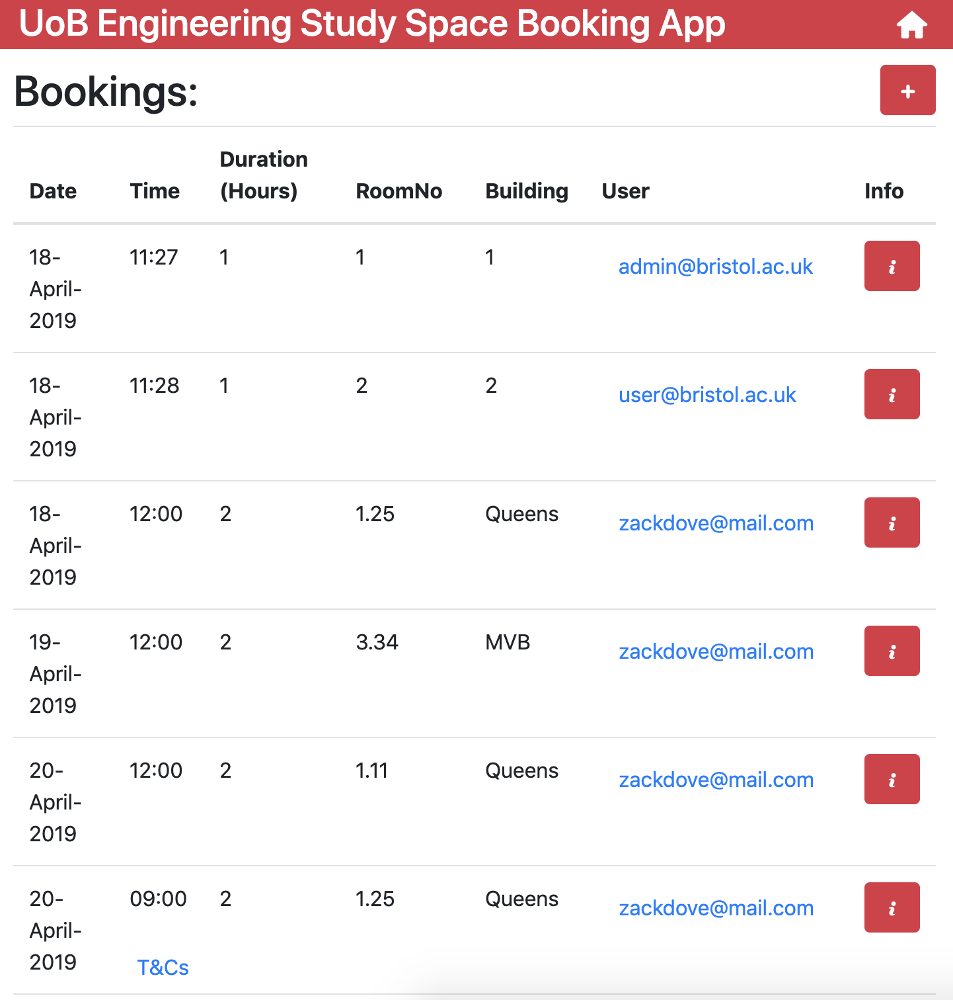 UoB Engineering Study Space Booking App
Bookings:
+
Duration
Date Time (Hours) RoomNo Building User Info
18- 11:27 1 1 1 admin@bristol.ac.uk i
April-
2019
18- 11:28 1 2 2 user@bristol.ac.uk i
April-
2019
18- 12:00 2 1.25 Queens zackdove@mail.com i
April-
2019
19- 12:00 2 3.34 MVB zackdove@mail.com i
April-
2019
20- 12:00 2 1.11 Queens zackdove@mail.com i
April-
2019
20- 09:00 2 1.25 Queens zackdove@mail.com i
April-
2019 T&Cs